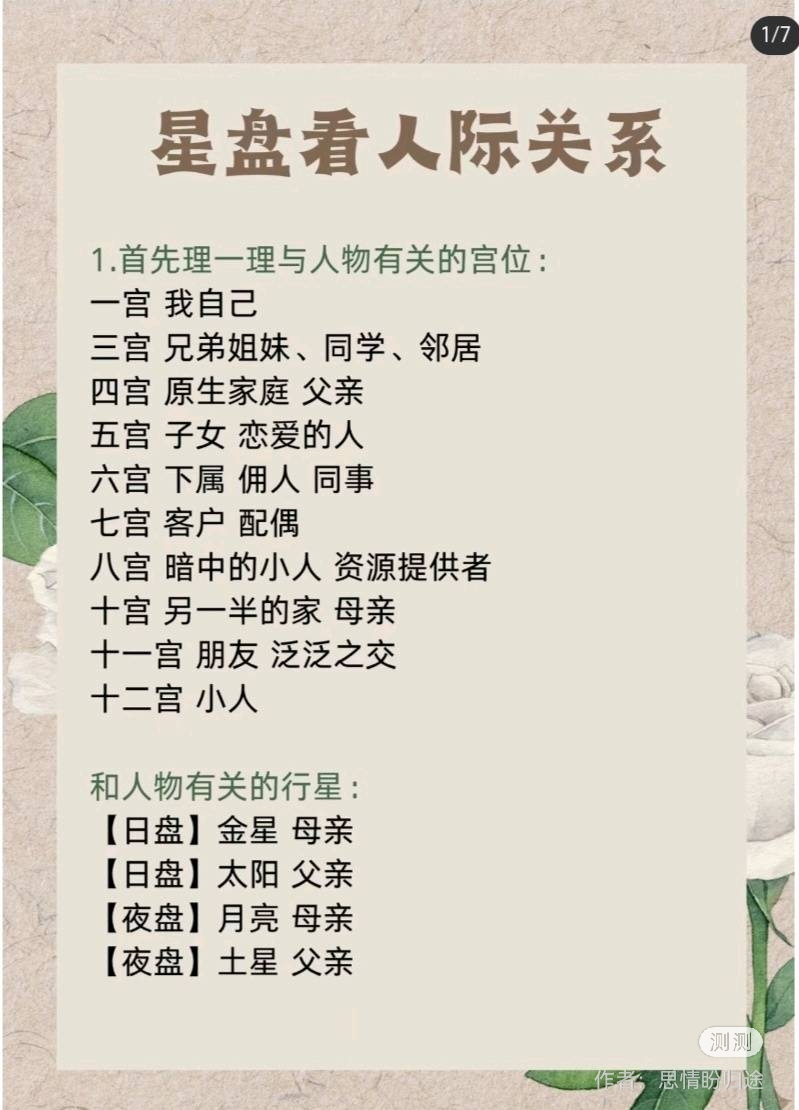 1/7
星盘看人际关系
1.首先理一理与人物有关的宫位:
一宫 我自己
三宫 兄弟姐妹、同学、邻居
四宫 原生家庭 父亲
五宫 子女 恋爱的人
六宫 下属 佣人 同事
七宫 客户 配偶
八宫 暗中的小人 资源提供者
十宫 另一半的家 母亲
十一宫 朋友 泛泛之交
十二宫 小人
和人物有关的行星:
【日盘】金星 母亲
【日盘】太阳 父亲
【夜盘】月亮 母亲
【夜盘】土星 父亲
测测
作者: 思情盼归途